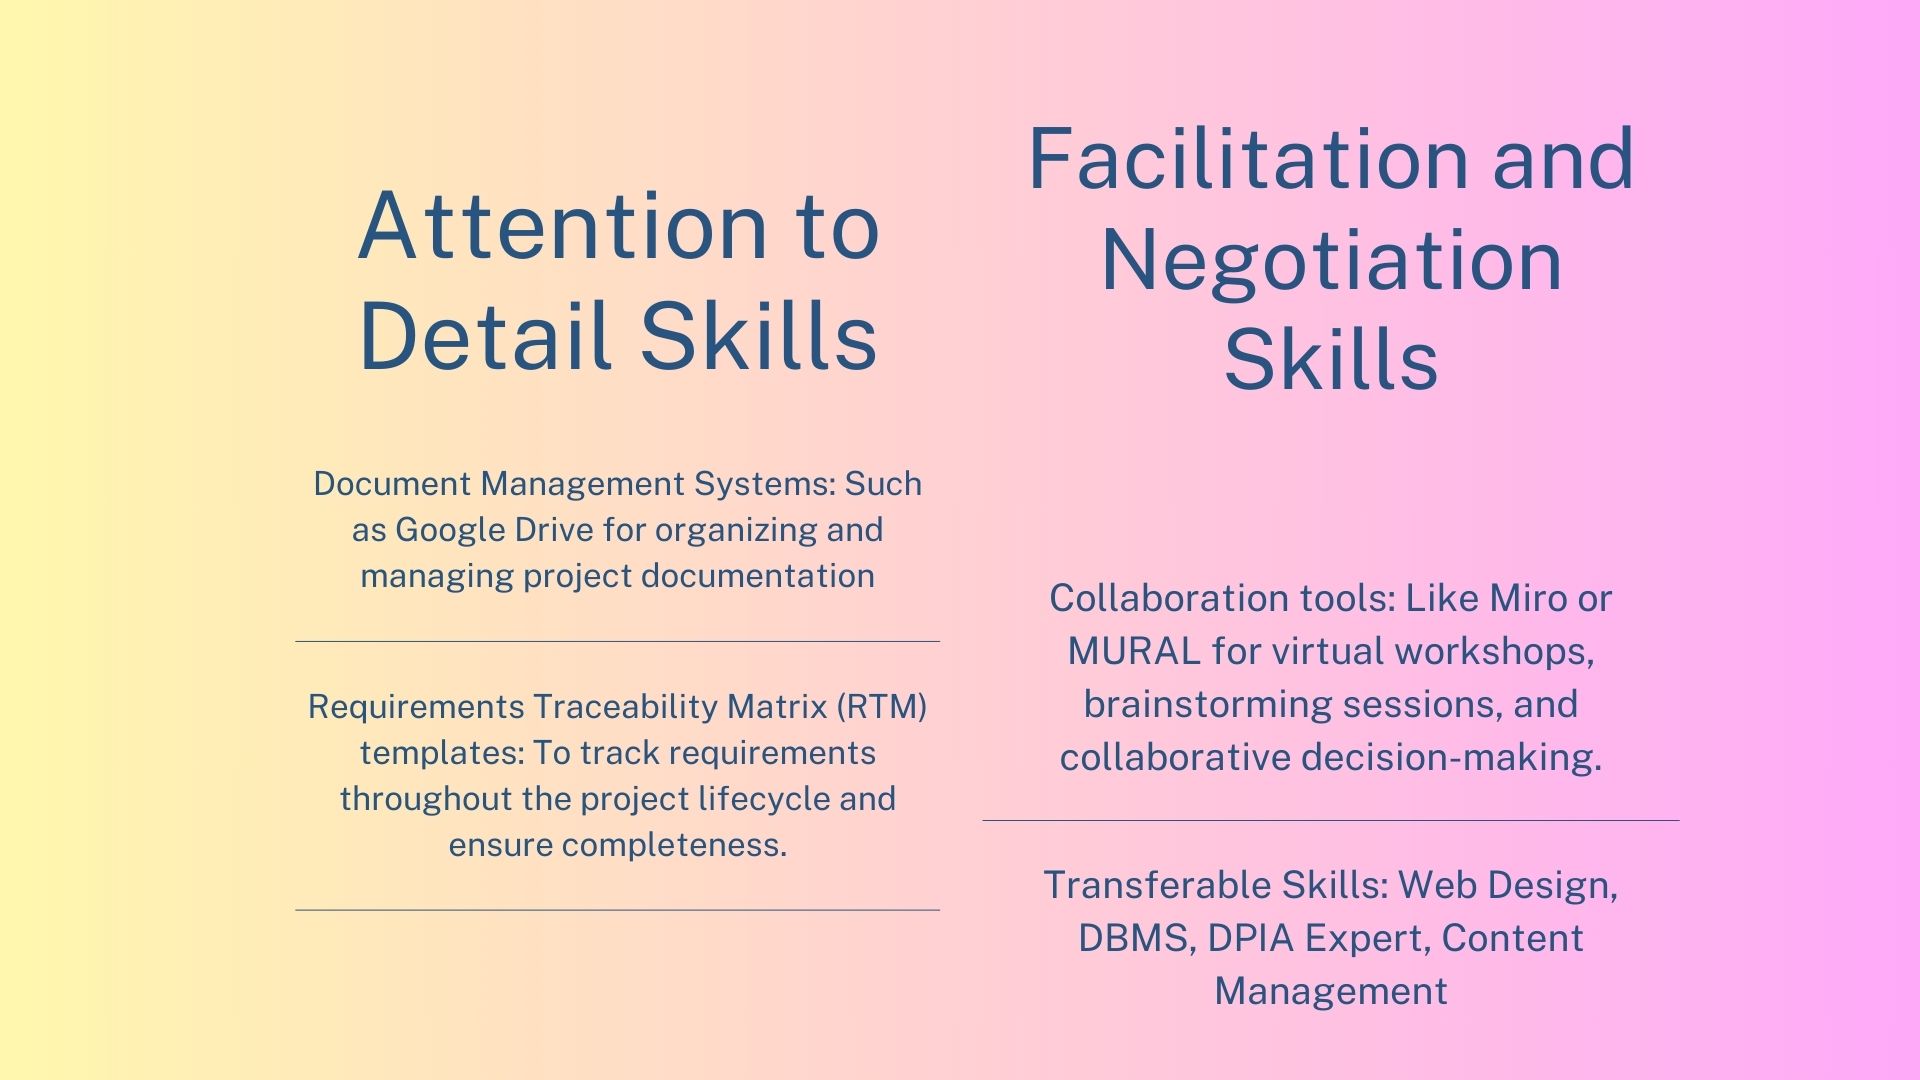 Attention to
Detail Skills
Document Management Systems: Such
as Google Drive for organizing and
managing project documentation
Requirements Traceability Matrix (RTM)
templates: To track requirements
throughout the project lifecycle and
ensure completeness.
Facilitation and
Negotiation
Skills
Collaboration tools: Like Miro or
MURAL for virtual workshops,
brainstorming sessions, and
collaborative decision-making.
Transferable Skills: Web Design,
DBMS, DPIA Expert, Content
Management